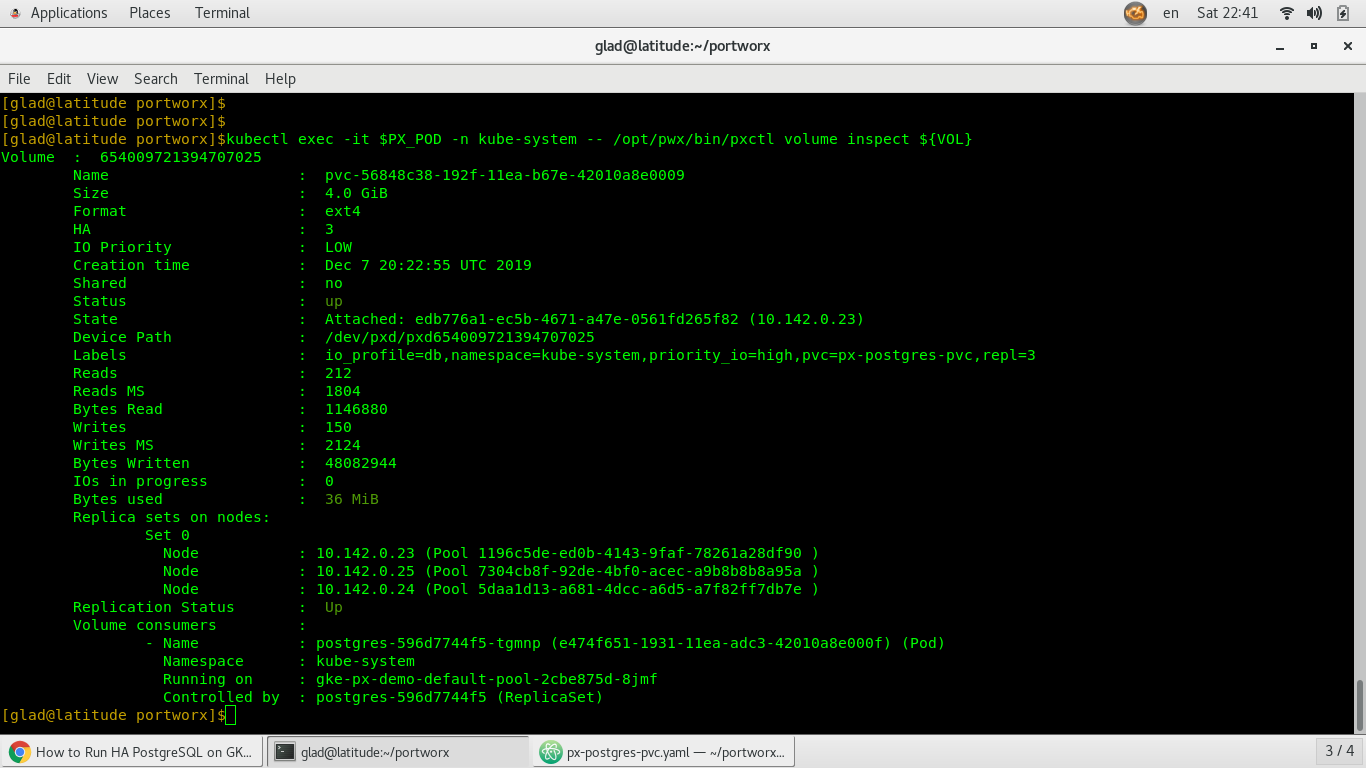 Applications Places Terminal en Sat 22:41
glad@latitude:~/portworx
File Edit View Search Terminal Help
[glad@latitude portworx]$
[glad@latitude portworx]$
[glad@latitude portworx]$kubectl exec -it $PX_POD -n kube-system -- /opt/pwx/bin/pxctl volume inspect ${VOL}
Volume : 654009721394707025
Name : pvc-56848c38-192f-11ea-b67e-42010a8e0009
Size : 4.0 GiB
Format : ext4
HA : 3
IO Priority : LOW
Creation time : Dec 7 20:22:55 UTC 2019
Shared : no
Status : up
State : Attached: edb776a1-ec5b-4671-a47e-0561fd265f82 (10.142.0.23)
Device Path : /dev/pxd/pxd654009721394707025
Labels : io_profile=db,namespace=kube-system,priority_io=high,pvc=px-postgres-pvc,repl=3
Reads : 212
Reads MS : 1804
Bytes Read : 1146880
Writes : 150
Writes MS : 2124
Bytes Written : 48082944
IOs in progress : 0
Bytes used : 36 MiB
Replica sets on nodes:
Set 0
Node : 10.142.0.23 (Pool 1196c5de-ed0b-4143-9faf-78261a28df90 )
Node : 10.142.0.25 (Pool 7304cb8f-92de-4bf0-acec-a9b8b8b8a95a )
Node : 10.142.0.24 (Pool 5daa1d13-a681-4dcc-a6d5-a7f82ff7db7e )
Replication Status : Up
Volume consumers :
- Name : postgres-596d7744f5-tgmnp (e474f651-1931-11ea-adc3-42010a8e000f) (Pod)
Namespace : kube-system
Running on : gke-px-demo-default-pool-2cbe875d-8jmf
Controlled by : postgres-596d7744f5 (ReplicaSet)
[glad@latitude portworx]$
How to Run HA PostgreSQL on GK... glad@latitude:~/portworx px-postgres-pvc.yaml — ~/portworx... 3 / 4